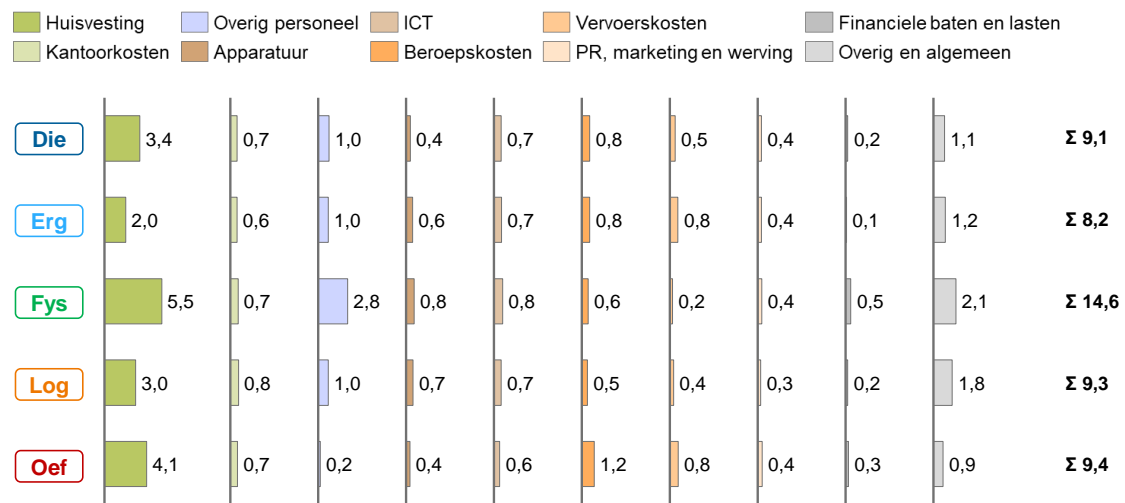 Huisvesting Overig personeel ICT Vervoerskosten Financiele baten en lasten
Kantoorkosten Apparatuur Beroepskosten PR, marketing en werving Overig en algemeen
Die 3,4 0,7 1,0 0,4 0,7 0,8 0,5 0,4 0,2 1,1 Σ 9,1
Erg 2,0 0,6 1,0 0,6 0,7 0,8 0,8 0,4 0,1 1,2 Σ 8,2
Fys 5,5 0,7 2,8 0,8 0,8 0,6 0,2 0,4 0,5 2,1 Σ 14,6
Log 3,0 0,8 1,0 0,7 0,7 0,5 0,4 0,3 0,2 1,8 Σ 9,3
Oef 4,1 0,7 0,2 0,4 0,6 1,2 0,8 0,4 0,3 0,9 Σ 9,4